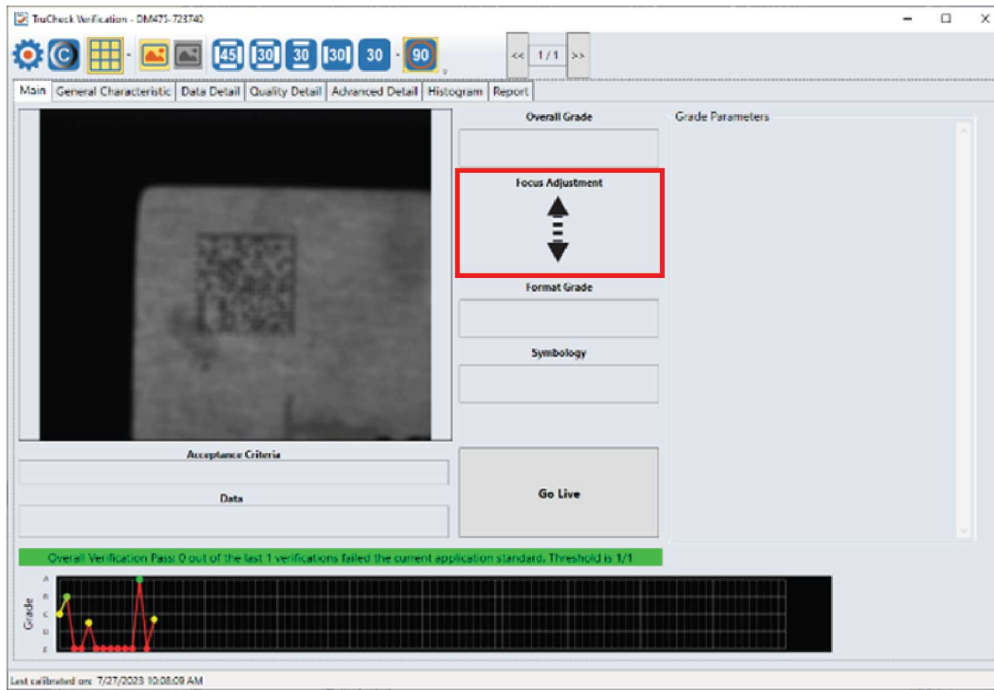 TruCheck Verification - DM475-723740
45 30 30 30 30 90 << 1 / 1 >>
Main General Characteristic Data Detail Quality Detail Advanced Detail Histogram Report
Overall Grade
Grade Parameters
Focus Adjustment
Format Grade
Symbology
Acceptance Criteria
Go Live
Data
Overall Verification Pass: 0 out of the last 1 verifications failed the current application standard. Threshold is 1/1
Grade
A
B
C
D
F
Last calibrated on: 7/27/2023 10:08:09 AM